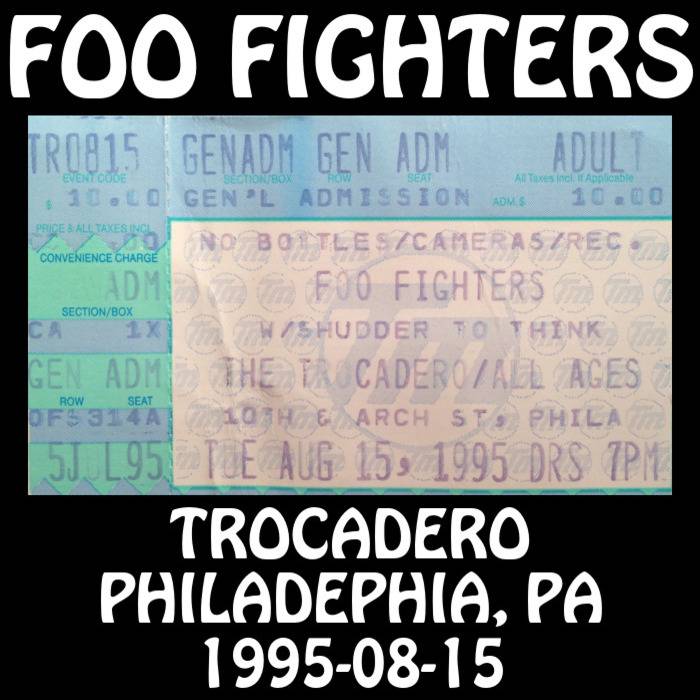 FOO FIGHTERS
TR0815 GENADM GEN ADM ADULT
EVENT CODE SECTION/BOX ROW SEAT All Taxes Incl. If Applicable
$ 10.00 GEN'L ADMISSION ADM.$ 10.00
PRICE & ALL TAXES INCL.
NO BOTTLES/CAMERAS/REC.
CONVENIENCE CHARGE
ADM FOO FIGHTERS
SECTION/BOX
CA 1X W/SHUDDER TO THINK
GEN ADM THE TROCADERO/ALL AGES
ROW SEAT
OFS314A 10TH & ARCH ST, PHILA
5JUL95 TUE AUG 15, 1995 DRS 7PM
TROCADERO
PHILADEPHIA, PA
1995-08-15